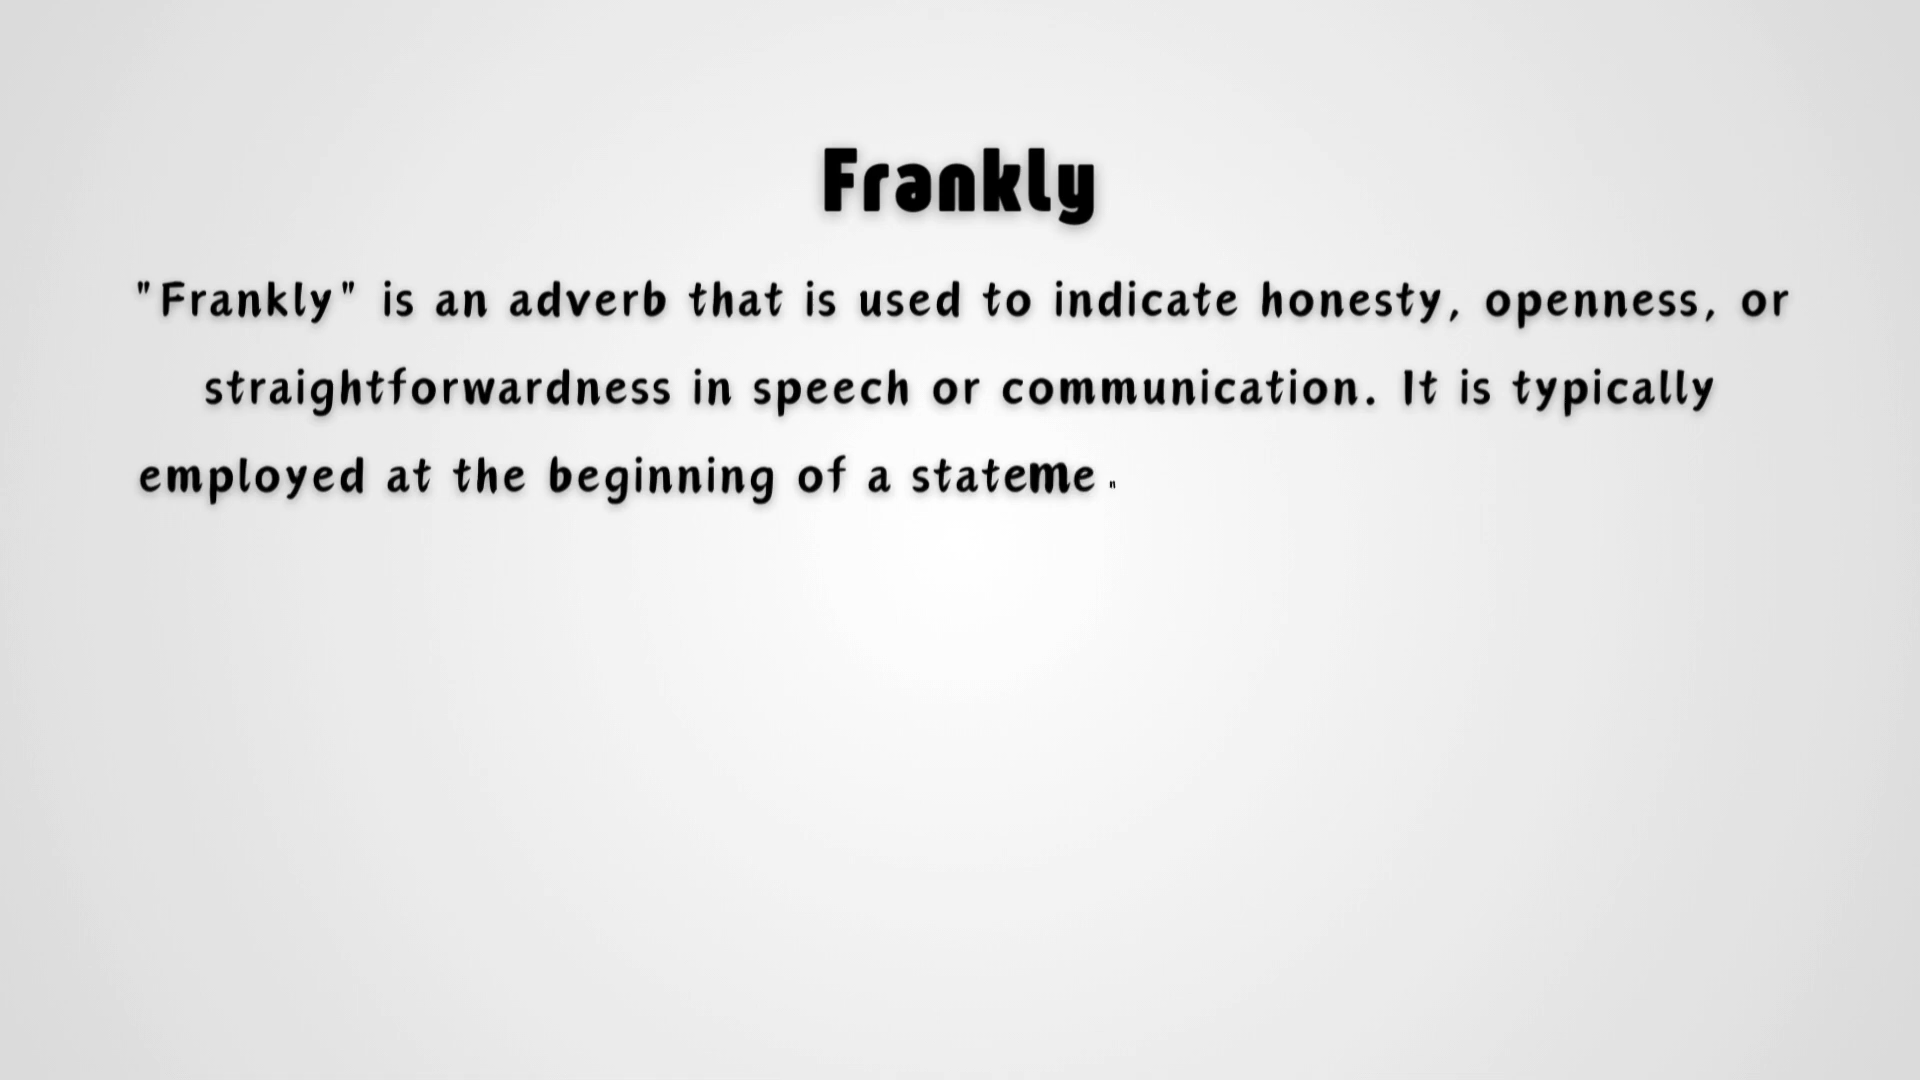 Frankly
"Frankly" is an adverb that is used to indicate honesty, openness, or
straightforwardness in speech or communication. It is typically
employed at the beginning of a statemen